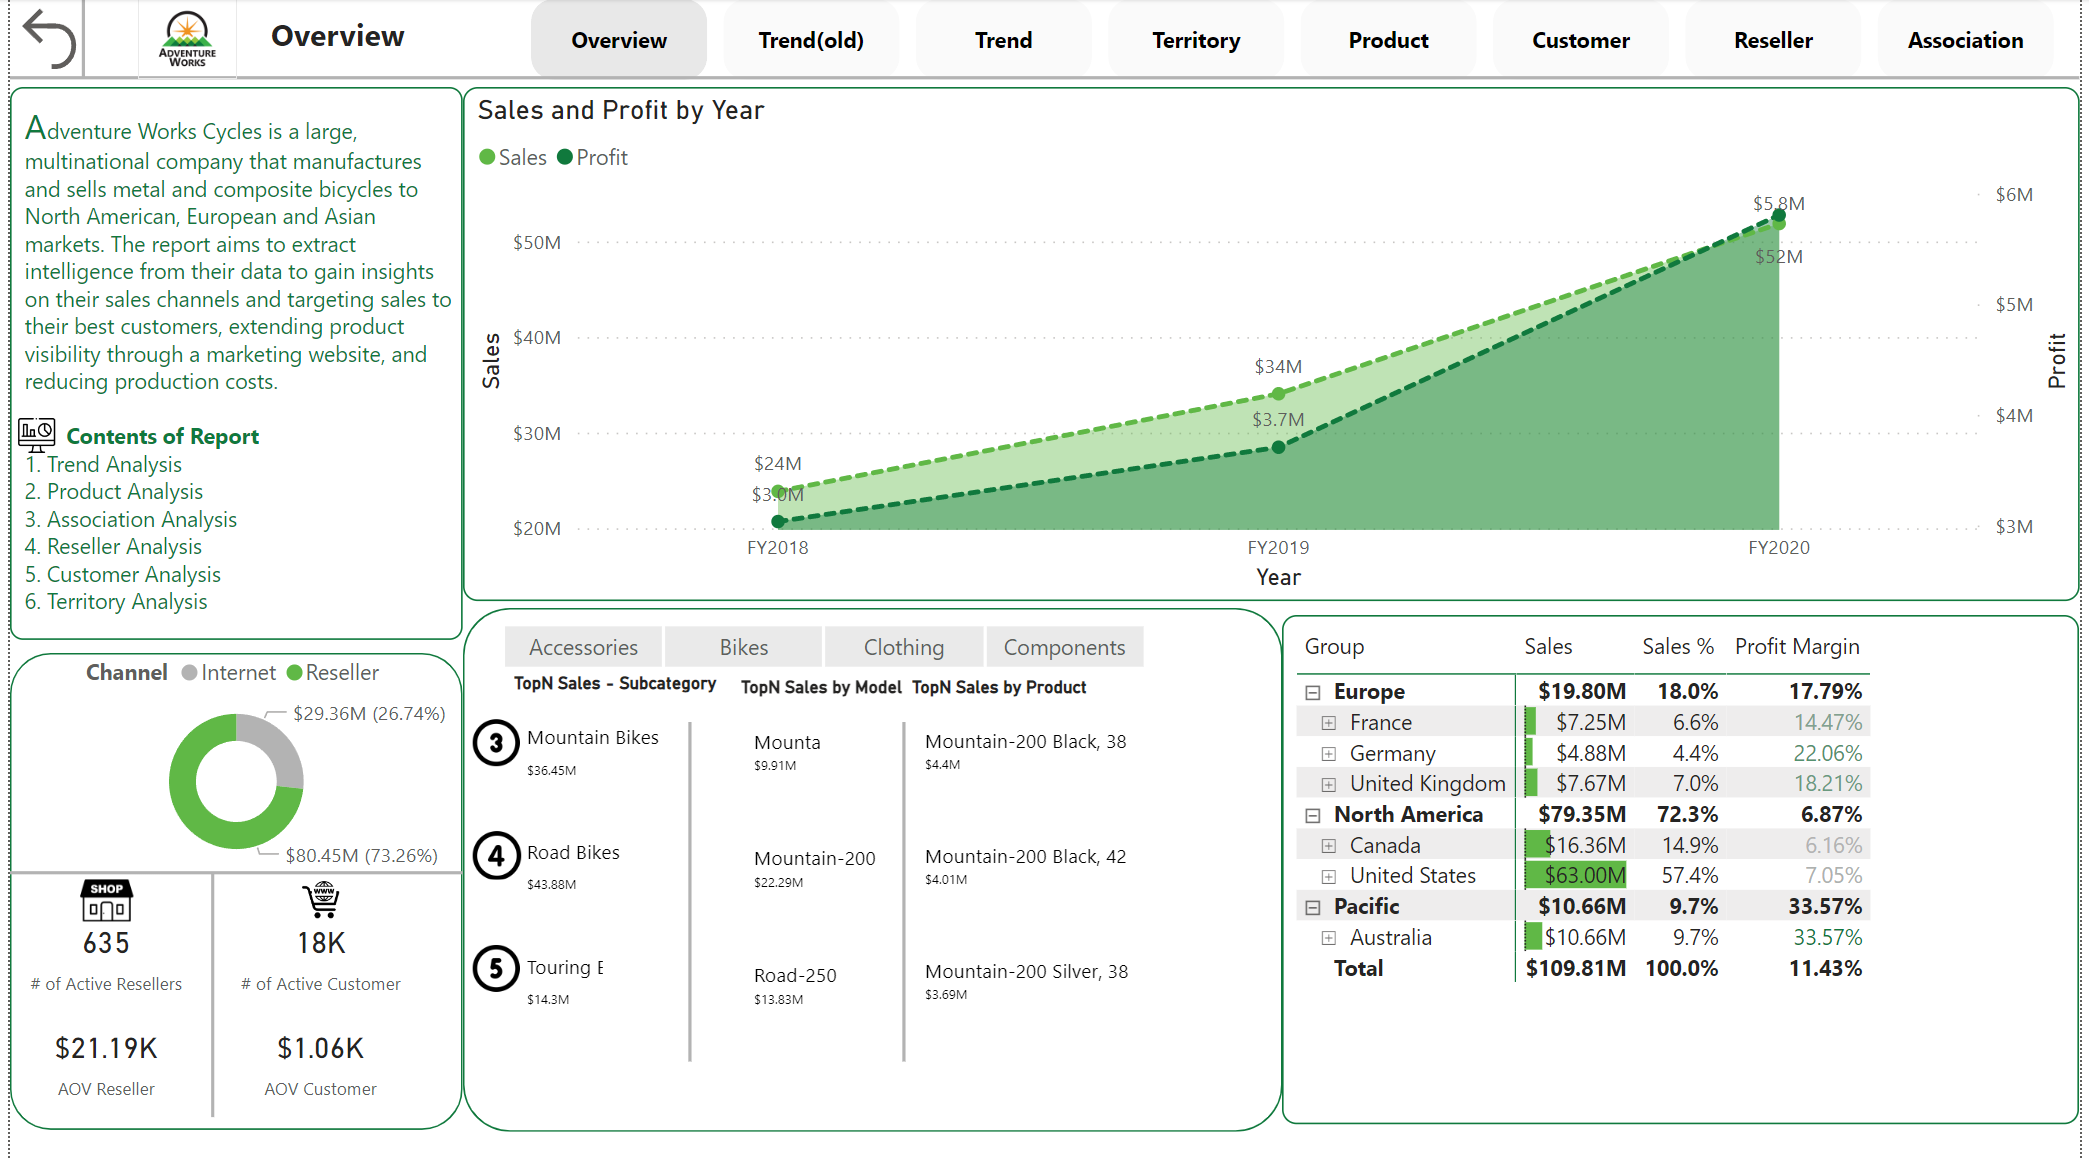 Overview
Overview
Trend(old)
Trend
Territory
Product
Customer
Reseller
Association
ADVENTURE
WORKS
Adventure Works Cycles is a large,
multinational company that manufactures
and sells metal and composite bicycles to
North American, European and Asian
markets. The report aims to extract
intelligence from their data to gain insights
on their sales channels and targeting sales to
their best customers, extending product
visibility through a marketing website, and
reducing production costs.
Contents of Report
1. Trend Analysis
2. Product Analysis
3. Association Analysis
4. Reseller Analysis
5. Customer Analysis
6. Territory Analysis
Sales and Profit by Year
Sales Profit
$5.8M
$6M
$50M
$52M
$5M
$40M
Sales
Profit
$34M
$3.7M
$4M
$30M
$24M
$3.0M
$20M
$3M
FY2018
FY2019
FY2020
Year
Channel Internet Reseller
$29.36M (26.74%)
$80.45M (73.26%)
SHOP
WWW
635
18K
# of Active Resellers
# of Active Customer
$21.19K
$1.06K
AOV Reseller
AOV Customer
Accessories
Bikes
Clothing
Components
TopN Sales - Subcategory
TopN Sales by Model
TopN Sales by Product
3
Mountain Bikes
$36.45M
Mounta
$9.91M
Mountain-200 Black, 38
$4.4M
4
Road Bikes
$43.88M
Mountain-200
$22.29M
Mountain-200 Black, 42
$4.01M
5
Touring E
$14.3M
Road-250
$13.83M
Mountain-200 Silver, 38
$3.69M
Group Sales Sales % Profit Margin
Europe $19.80M 18.0% 17.79%
France $7.25M 6.6% 14.47%
Germany $4.88M 4.4% 22.06%
United Kingdom $7.67M 7.0% 18.21%
North America $79.35M 72.3% 6.87%
Canada $16.36M 14.9% 6.16%
United States $63.00M 57.4% 7.05%
Pacific $10.66M 9.7% 33.57%
Australia $10.66M 9.7% 33.57%
Total $109.81M 100.0% 11.43%